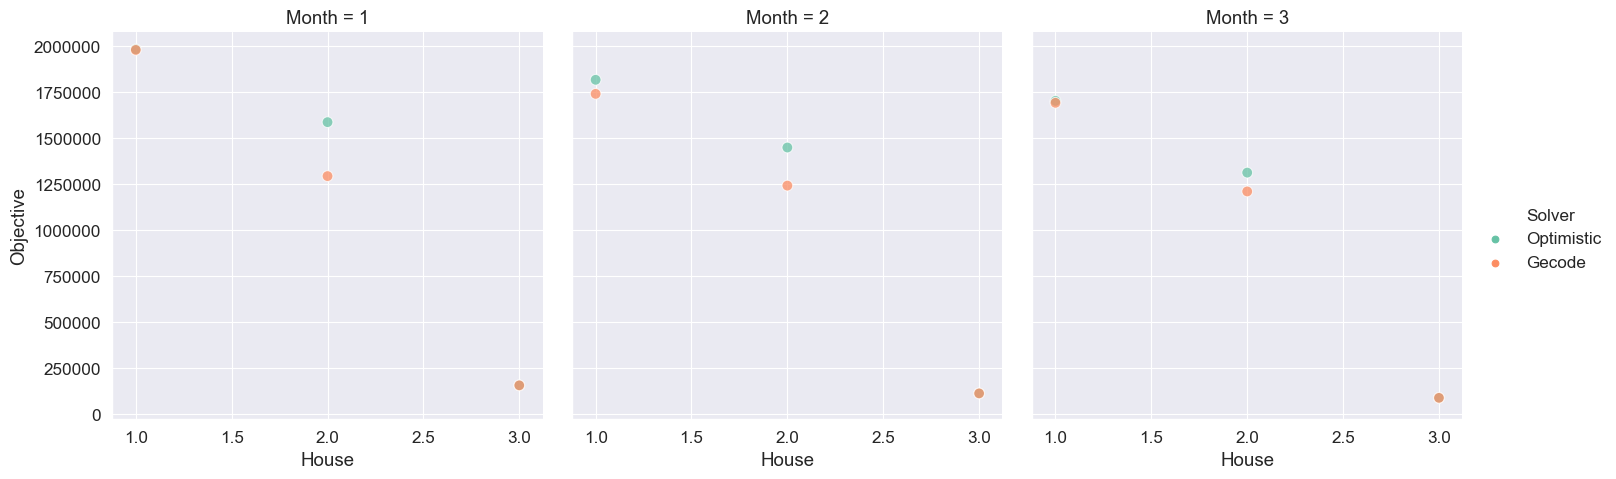 Month = 1
Month = 2
Month = 3
Objective
2000000
1750000
1500000
1250000
1000000
750000
500000
250000
0
1.0 1.5 2.0 2.5 3.0
House
1.0 1.5 2.0 2.5 3.0
House
1.0 1.5 2.0 2.5 3.0
House
Solver
Optimistic
Gecode